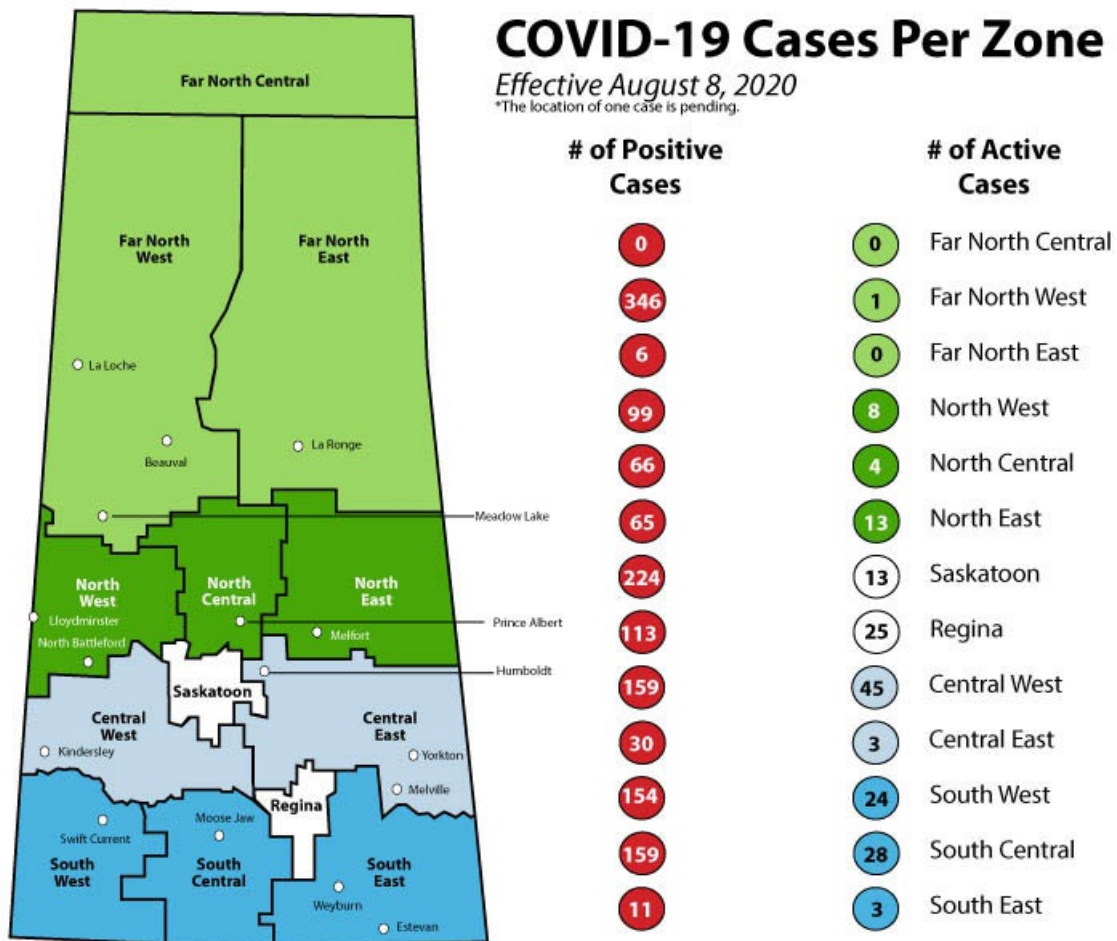 COVID-19 Cases Per Zone
Effective August 8, 2020
*The location of one case is pending.
# of Positive
Cases
# of Active
Cases
0 0 Far North Central
346 1 Far North West
6 0 Far North East
99 8 North West
66 4 North Central
65 13 North East
224 13 Saskatoon
113 25 Regina
159 45 Central West
30 3 Central East
154 24 South West
159 28 South Central
11 3 South East
Far North Central
Far North
West
Far North
East
La Loche
Beauval
La Ronge
Meadow Lake
North
West
North
Central
North
East
Lloydminster
Prince Albert
Melfort
North Battleford
Humboldt
Saskatoon
Central
West
Central
East
Kindersley
Yorkton
Melville
Regina
Moose Jaw
Swift Current
South
West
South
Central
South
East
Weyburn
Estevan